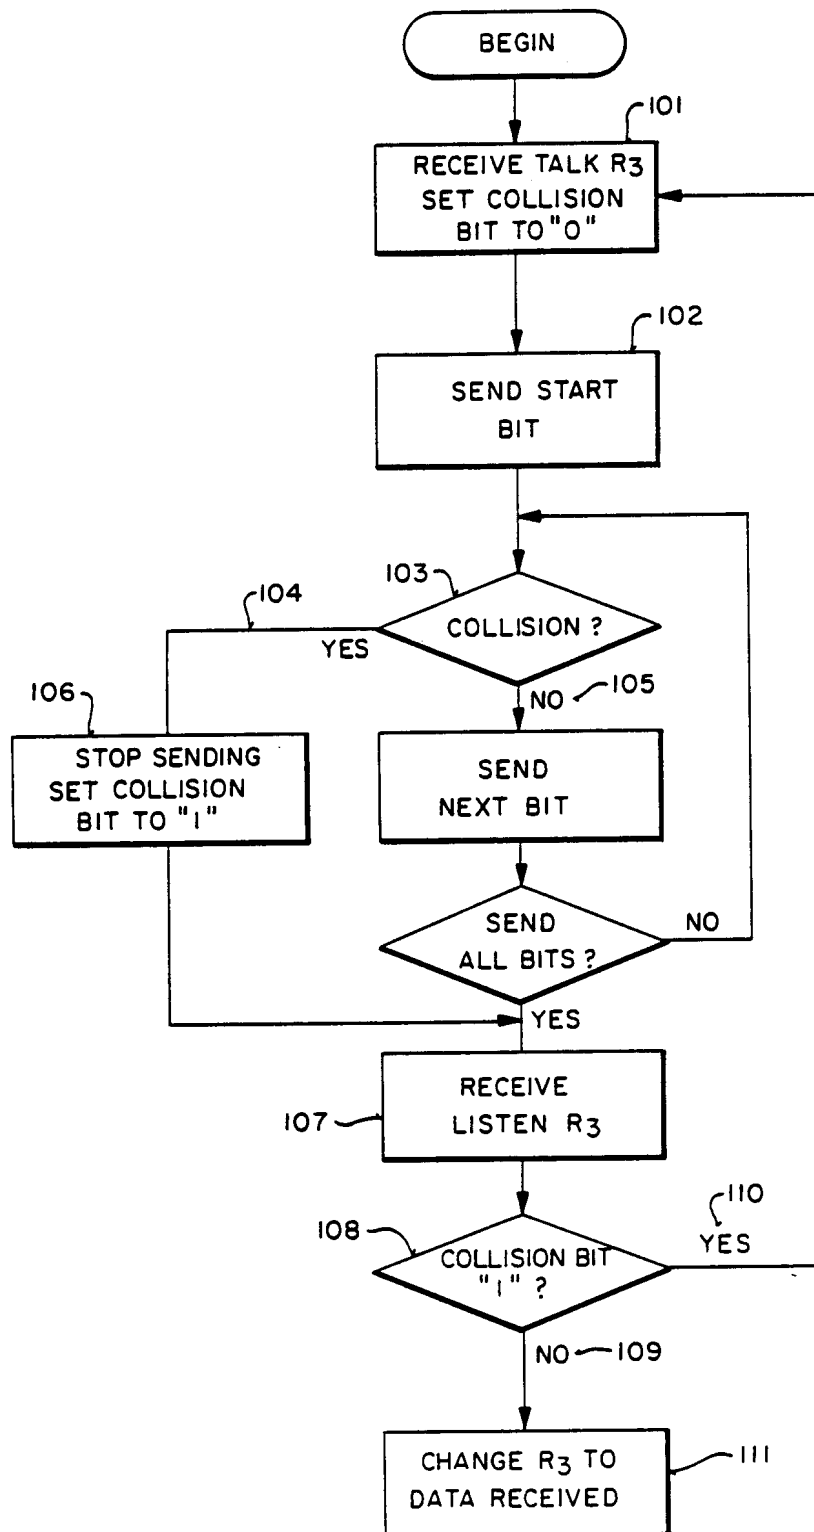 BEGIN
101
RECEIVE TALK R3
SET COLLISION
BIT TO "0"
102
SEND START
BIT
103
COLLISION ?
104
YES
NO
105
106
STOP SENDING
SET COLLISION
BIT TO "1"
SEND
NEXT BIT
SEND
ALL BITS ?
NO
YES
107
RECEIVE
LISTEN R3
108
COLLISION BIT
"1" ?
110
YES
NO
109
CHANGE R3 TO
DATA RECEIVED
111